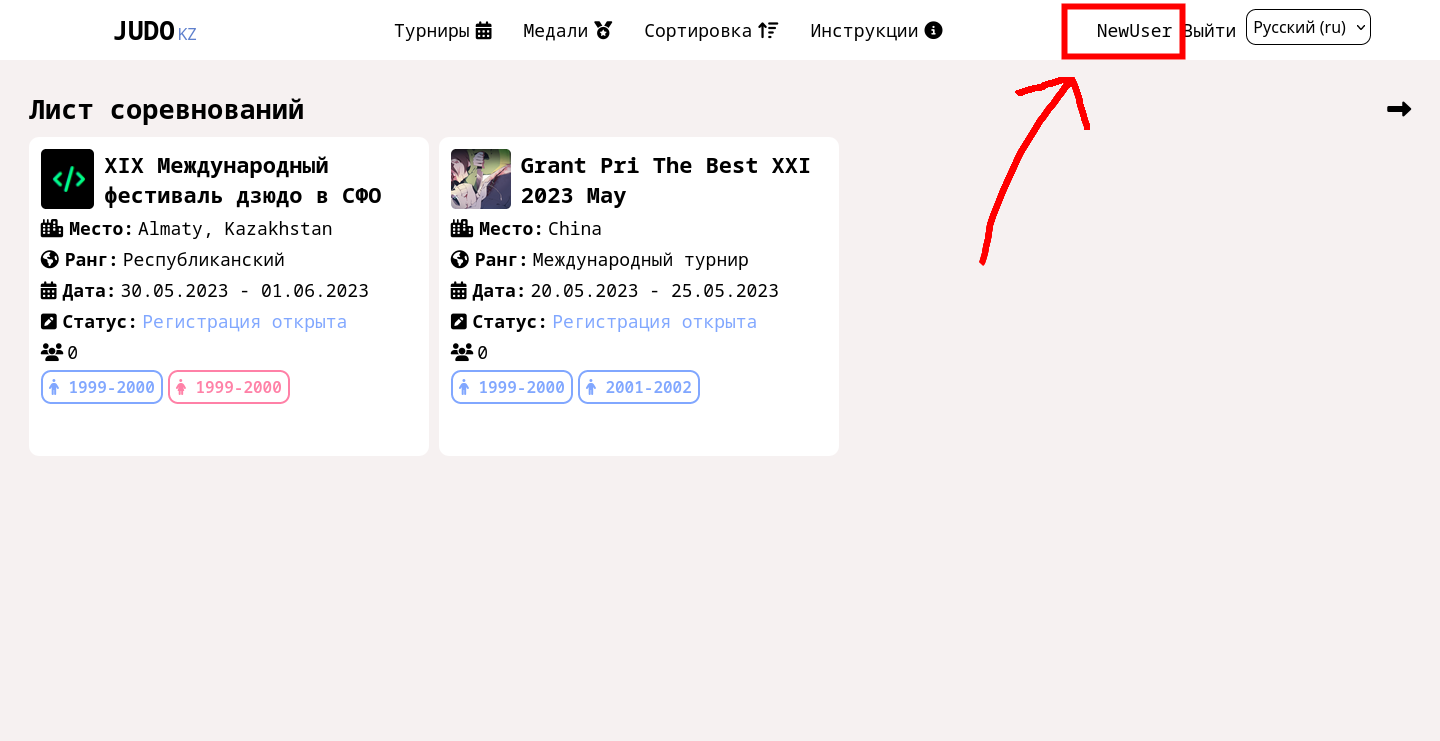 JUDO KZ Турниры Медали Сортировка Инструкции NewUser Выйти Русский (ru)
Лист соревнований
XIX Международный
фестиваль дзюдо в СФО
Место: Almaty, Kazakhstan
Ранг: Республиканский
Дата: 30.05.2023 - 01.06.2023
Статус: Регистрация открыта
0
1999-2000 1999-2000
Grant Pri The Best XXI
2023 May
Место: China
Ранг: Международный турнир
Дата: 20.05.2023 - 25.05.2023
Статус: Регистрация открыта
0
1999-2000 2001-2002